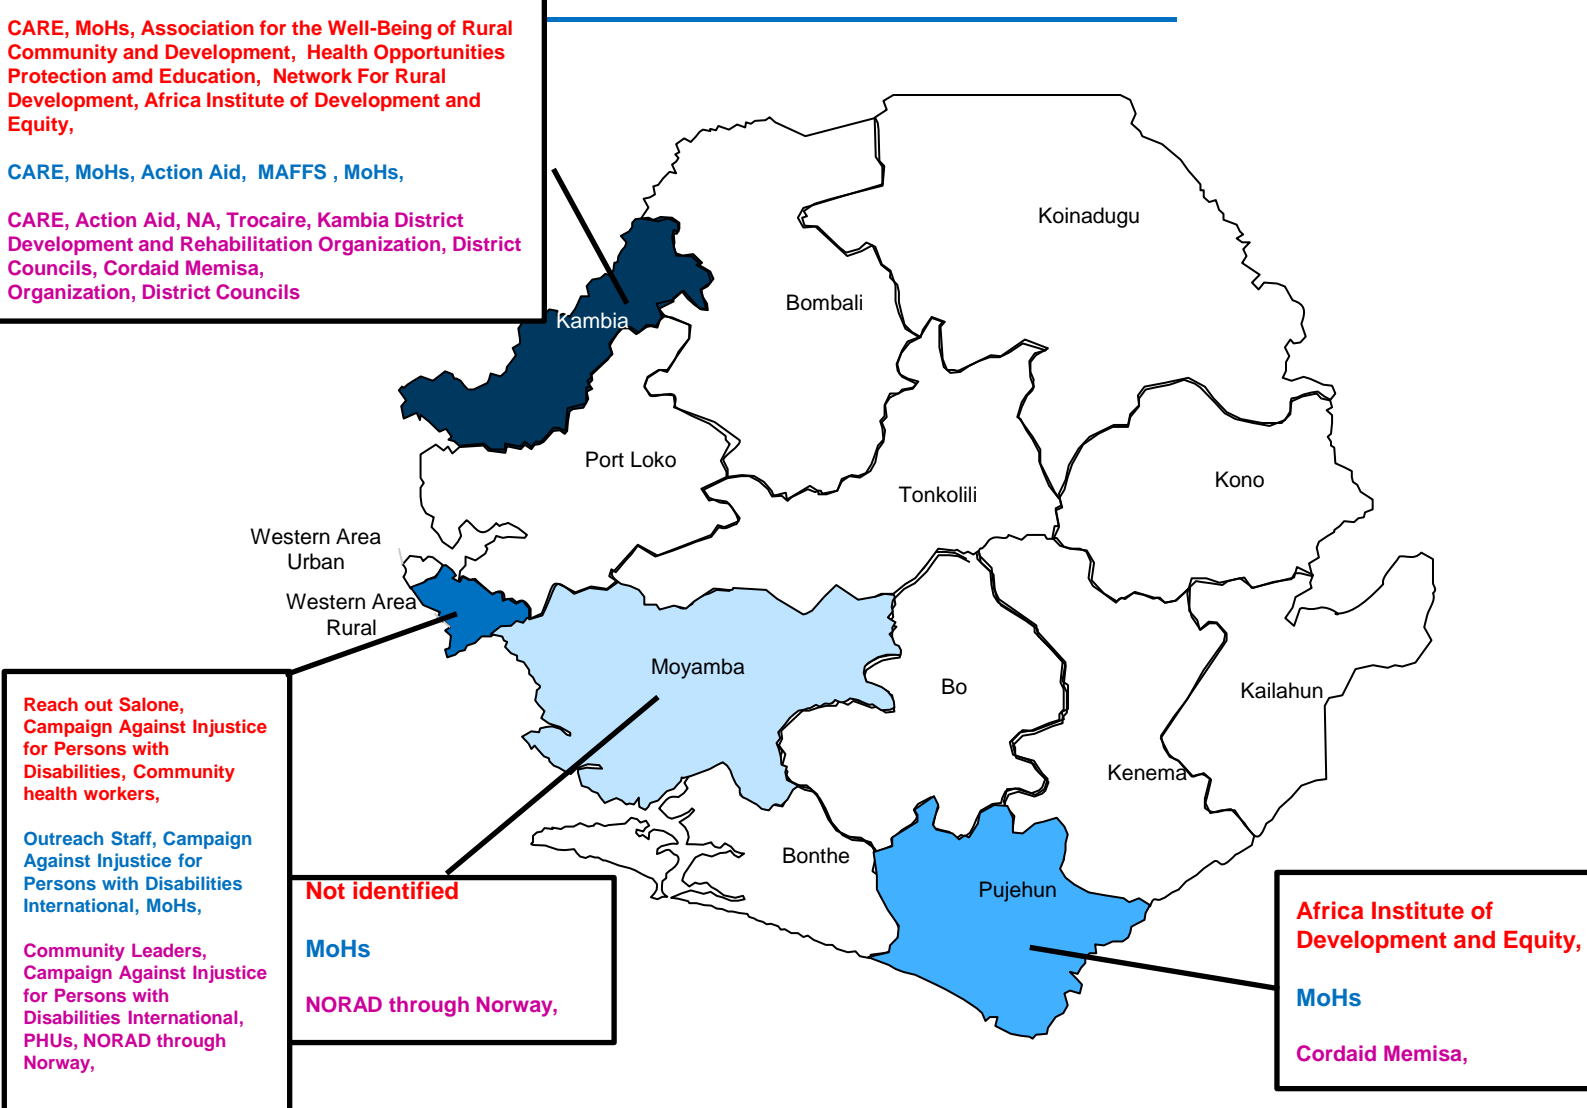 CARE, MoHs, Association for the Well-Being of Rural
Community and Development, Health Opportunities
Protection amd Education, Network For Rural
Development, Africa Institute of Development and
Equity,
CARE, MoHs, Action Aid, MAFFS , MoHs,
CARE, Action Aid, NA, Trocaire, Kambia District
Development and Rehabilitation Organization, District
Councils, Cordaid Memisa,
Organization, District Councils
Koinadugu
Bombali
Kambia
Port Loko
Kono
Tonkolili
Western Area
Urban
Western Area
Rural
Moyamba
Bo
Kailahun
Kenema
Bonthe
Pujehun
Reach out Salone,
Campaign Against Injustice
for Persons with
Disabilities, Community
health workers,
Outreach Staff, Campaign
Against Injustice for
Persons with Disabilities
International, MoHs,
Community Leaders,
Campaign Against Injustice
for Persons with
Disabilities International,
PHUs, NORAD through
Norway,
Not identified
MoHs
NORAD through Norway,
Africa Institute of
Development and Equity,
MoHs
Cordaid Memisa,